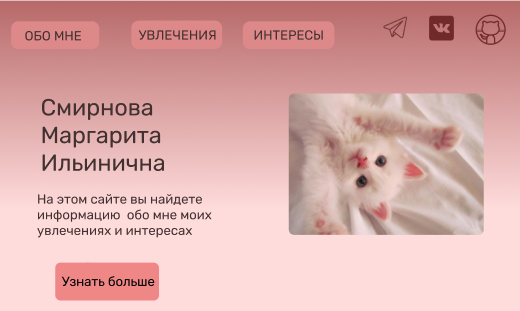 ОБО МНЕ
УВЛЕЧЕНИЯ
ИНТЕРЕСЫ
Смирнова
Маргарита
Ильинична
На этом сайте вы найдете
информацию  обо мне моих
увлечениях и интересах
Узнать больше